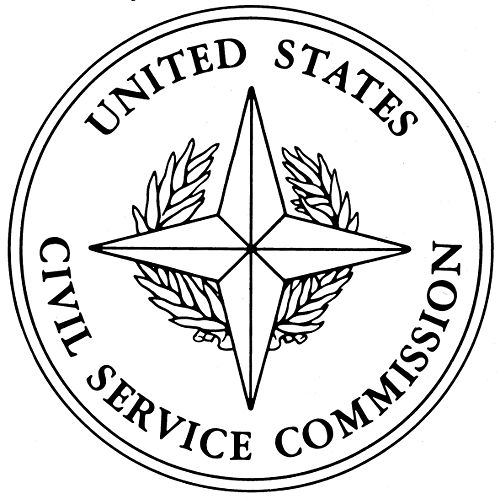 UNITED STATES
CIVIL SERVICE COMMISSION